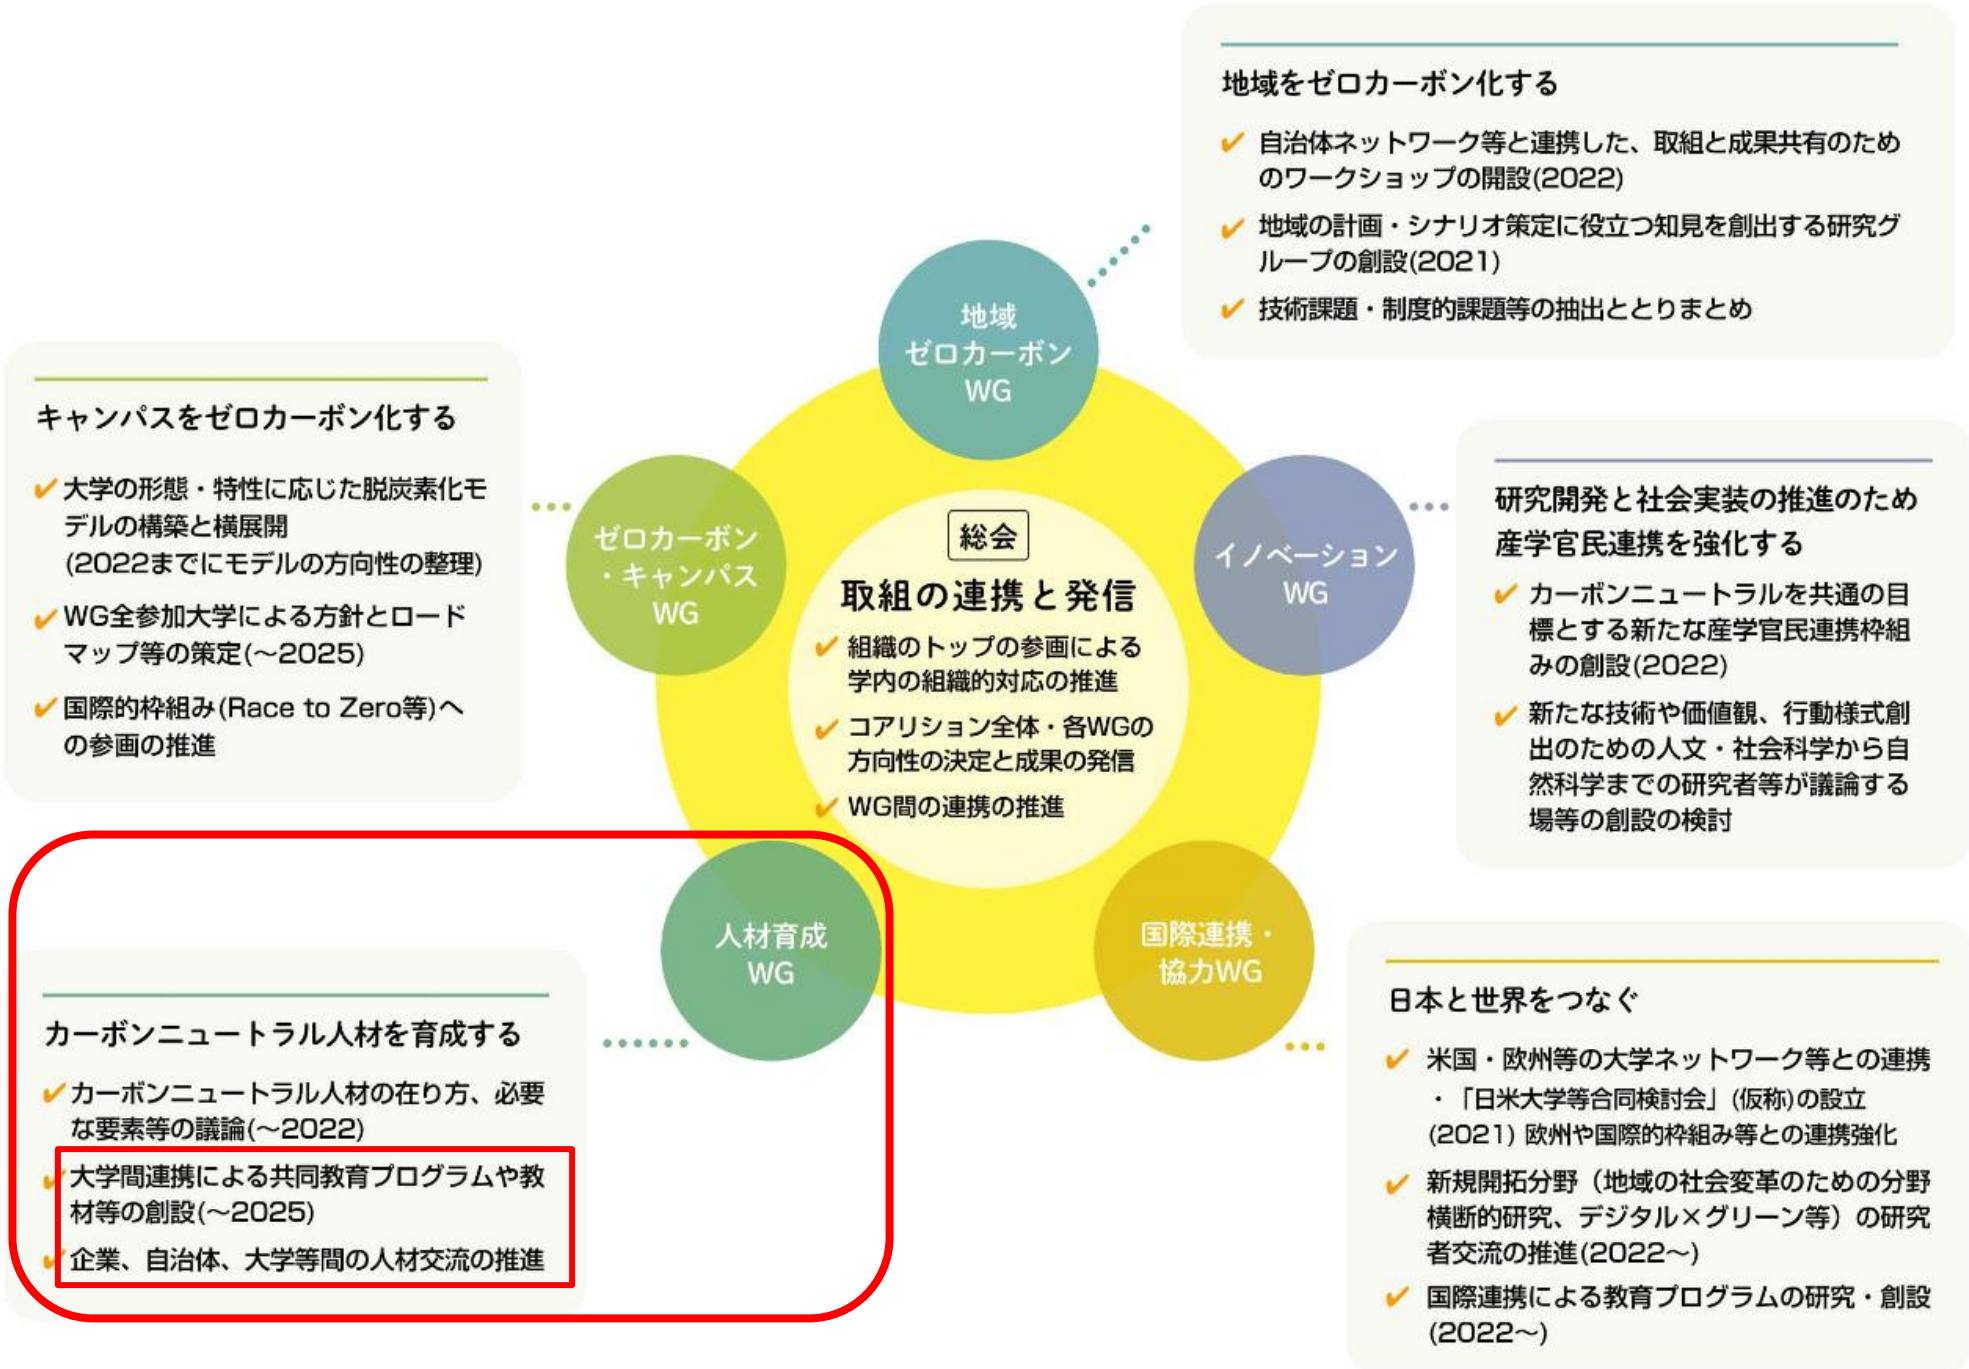 地域をゼロカーボン化する
✔ 自治体ネットワーク等と連携した、取組と成果共有のため
のワークショップの開設(2022)
✔ 地域の計画・シナリオ策定に役立つ知見を創出する研究グ
ループの創設(2021)
✔ 技術課題・制度的課題等の抽出ととりまとめ
地域
ゼロカーボン
WG
キャンパスをゼロカーボン化する
✔ 大学の形態・特性に応じた脱炭素化モ
デルの構築と横展開
(2022までにモデルの方向性の整理)
✔ WG全参加大学による方針とロード
マップ等の策定(〜2025)
✔ 国際的枠組み(Race to Zero等)へ
の参画の推進
ゼロカーボン
・キャンパス
WG
総会
取組の連携と発信
✔ 組織のトップの参画による
学内の組織的対応の推進
✔ コアリション全体・各WGの
方向性の決定と成果の発信
✔ WG間の連携の推進
イノベーション
WG
研究開発と社会実装の推進のため
産学官民連携を強化する
✔ カーボンニュートラルを共通の目
標とする新たな産学官民連携枠組
みの創設(2022)
✔ 新たな技術や価値観、行動様式創
出のための人文・社会科学から自
然科学までの研究者等が議論する
場等の創設の検討
人材育成
WG
カーボンニュートラル人材を育成する
✔ カーボンニュートラル人材の在り方、必要
な要素等の議論(〜2022)
✔ 大学間連携による共同教育プログラムや教
材等の創設(〜2025)
✔ 企業、自治体、大学等間の人材交流の推進
国際連携・
協力WG
日本と世界をつなぐ
✔ 米国・欧州等の大学ネットワーク等との連携
・「日米大学等合同検討会」(仮称)の設立
(2021) 欧州や国際的枠組み等との連携強化
✔ 新規開拓分野（地域の社会変革のための分野
横断的研究、デジタル×グリーン等）の研究
者交流の推進(2022〜)
✔ 国際連携による教育プログラムの研究・創設
(2022〜)